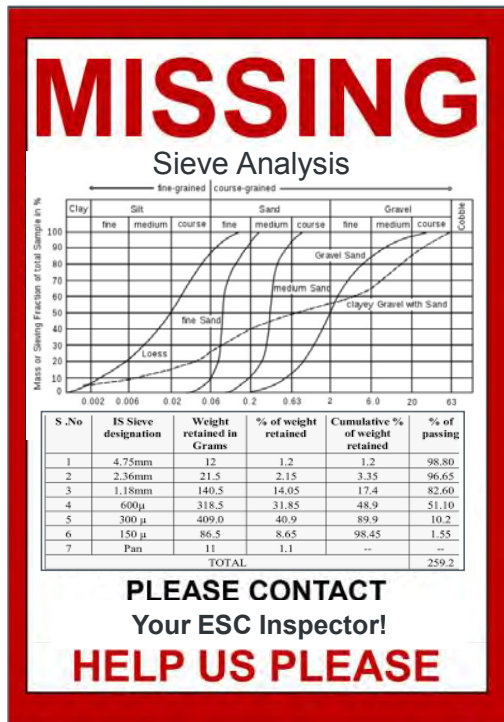 MISSING
Sieve Analysis
fine-grained course-grained
Clay Silt Sand Gravel Cobble
fine medium course fine medium course fine medium course
Mass or Sieving Fraction of total Sample in %
100
90
80
70
60
50
40
30
20
10
0
Gravel Sand
medium Sand
clayey Gravel with Sand
fine Sand
Loess
0.002 0.006 0.02 0.06 0.2 0.63 2 6.0 20 63
S .No IS Sieve designation Weight retained in Grams % of weight retained Cumulative % of weight retained % of passing
1 4.75mm 12 1.2 1.2 98.80
2 2.36mm 21.5 2.15 3.35 96.65
3 1.18mm 140.5 14.05 17.4 82.60
4 600µ 318.5 31.85 48.9 51.10
5 300 µ 409.0 40.9 89.9 10.2
6 150 µ 86.5 8.65 98.45 1.55
7 Pan 11 1.1 -- --
TOTAL 259.2
PLEASE CONTACT
Your ESC Inspector!
HELP US PLEASE